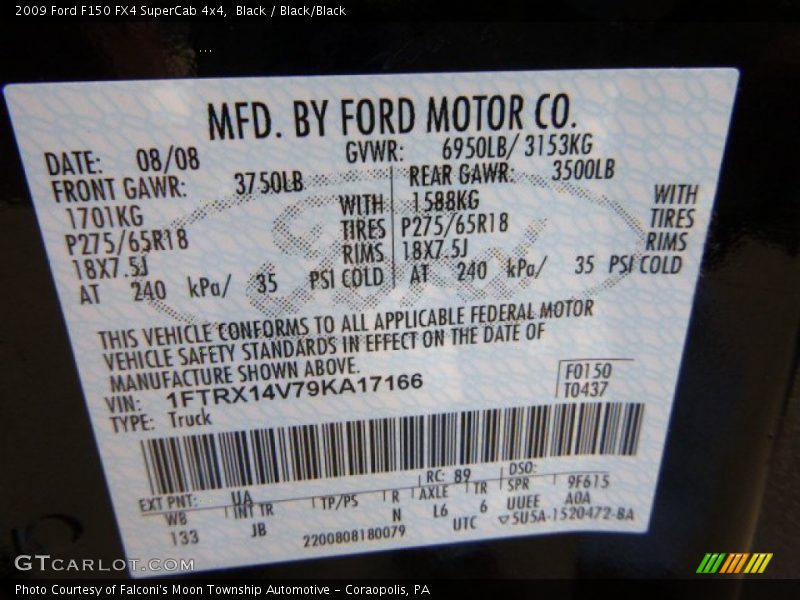 2009 Ford F150 FX4 SuperCab 4x4, Black / Black/Black
...
MFD. BY FORD MOTOR CO.
DATE: 08/08 GVWR: 6950LB/ 3153KG
FRONT GAWR: 3750LB REAR GAWR: 3500LB
1701KG WITH 1588KG WITH
P275/65R18 TIRES P275/65R18 TIRES
18X7.5J RIMS 18X7.5J RIMS
AT 240 kPa/ 35 PSI COLD AT 240 kPa/ 35 PSI COLD
THIS VEHICLE CONFORMS TO ALL APPLICABLE FEDERAL MOTOR
VEHICLE SAFETY STANDARDS IN EFFECT ON THE DATE OF
MANUFACTURE SHOWN ABOVE.
VIN: 1FTRX14V79KA17166 F0150
TYPE: Truck T0437
EXT PNT: UA RC: 89 DSO:
WB INT TR TP/PS R AXLE TR SPR 9F615
133 JB N L6 6 UUEE A0A
2200808180079 UTC ▽5U5A-1520472-BA
GTCARLOT.COM
Photo Courtesy of Falconi's Moon Township Automotive - Coraopolis, PA